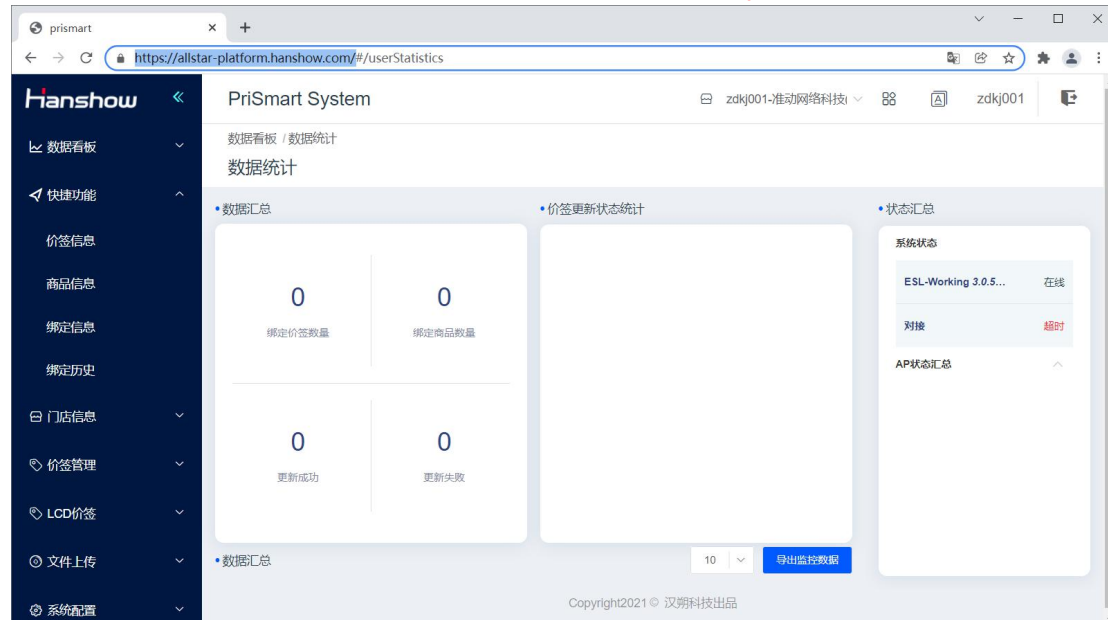 prismart
https://allstar-platform.hanshow.com/#/userStatistics
Hanshow
PriSmart System
zdkj001-准动网络科技
zdkj001
数据看板
快捷功能
价签信息
商品信息
绑定信息
绑定历史
门店信息
价签管理
LCD价签
文件上传
系统配置
数据看板 / 数据统计
数据统计
数据汇总
0
绑定价签数量
0
绑定商品数量
0
更新成功
0
更新失败
价签更新状态统计
状态汇总
系统状态
ESL-Working 3.0.5... 在线
对接 超时
AP状态汇总
数据汇总
10
导出监控数据
Copyright2021© 汉朔科技出品